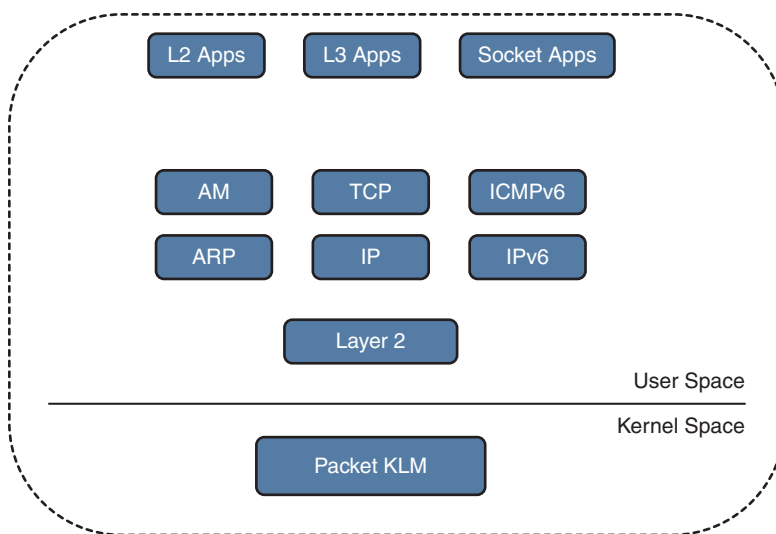 L2 Apps
L3 Apps
Socket Apps
AM
TCP
ICMPv6
ARP
IP
IPv6
Layer 2
User Space
Kernel Space
Packet KLM